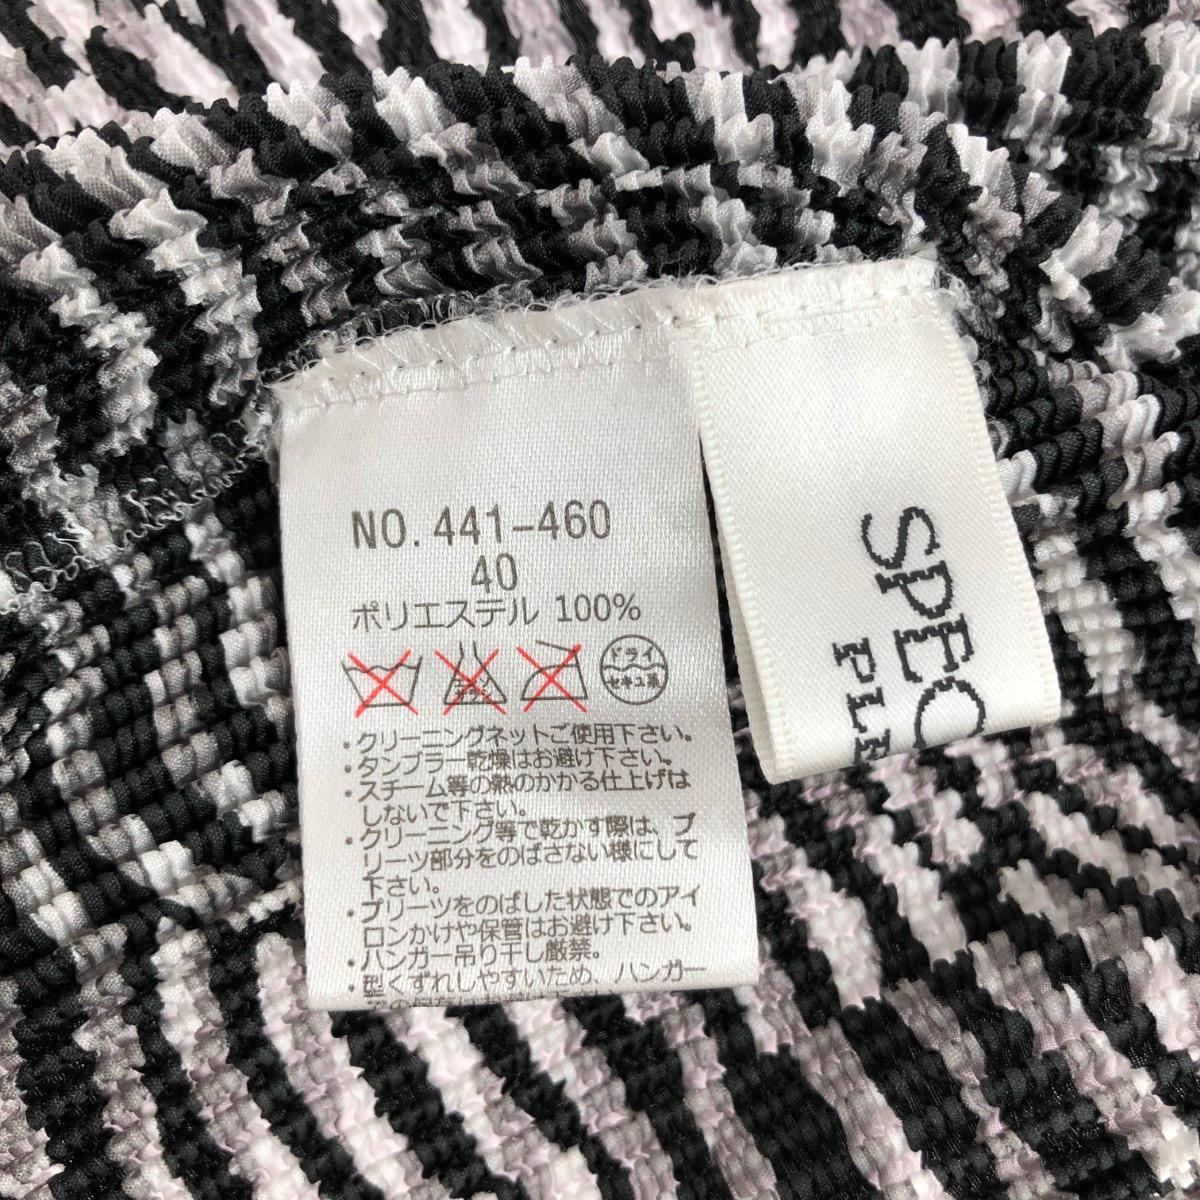 NO. 441-460
40
ポリエステル 100%
ドライ
セキユ系
・クリーニングネットご使用下さい。
・タンブラー乾燥はお避け下さい。
・スチーム等の熱のかかる仕上げは
しないで下さい。
・クリーニング等で乾かす際は、プ
リーツ部分をのばさない様にして
下さい。
・プリーツをのばした状態でのアイ
ロンかけや保管はお避け下さい。
・ハンガー吊り干し厳禁。
・型くずれしやすいため、ハンガー
SPEC
PLE